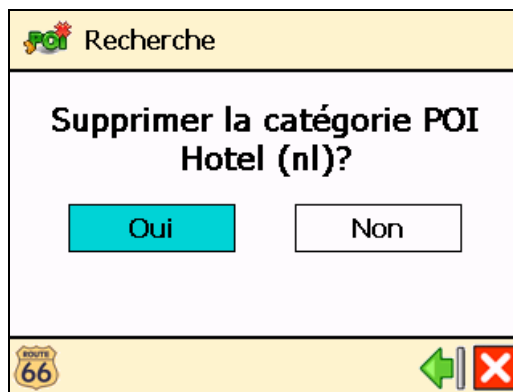 POI Recherche
Supprimer la catégorie POI
Hotel (nl)?
Oui Non
ROUTE
66